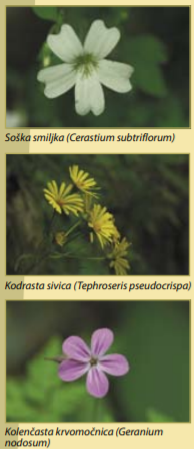 Soška smiljka (Cerastium subtriflorum)
Kodrasta sivica (Tephroseris pseudocrispa)
Kolenčasta krvomočnica (Geranium
nodosum)